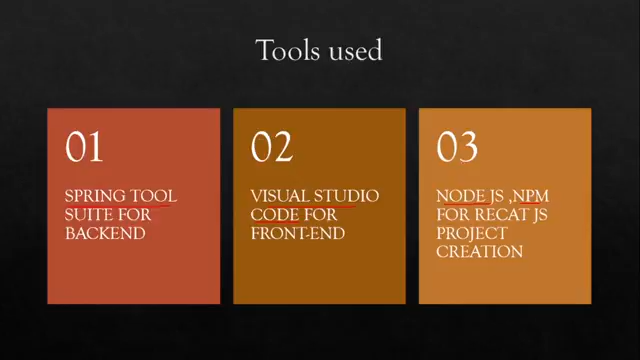 Tools used
01
SPRING TOOL
SUITE FOR
BACKEND
02
VISUAL STUDIO
CODE FOR
FRONT-END
03
NODE JS ,NPM
FOR RECAT JS
PROJECT
CREATION